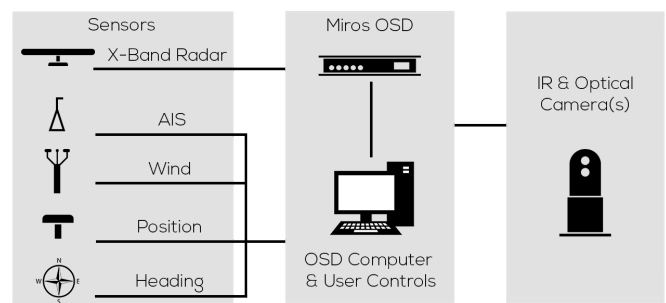 Sensors
X-Band Radar
AIS
Wind
Position
Heading
N
W
E
S
Miros OSD
OSD Computer
& User Controls
IR & Optical
Camera(s)